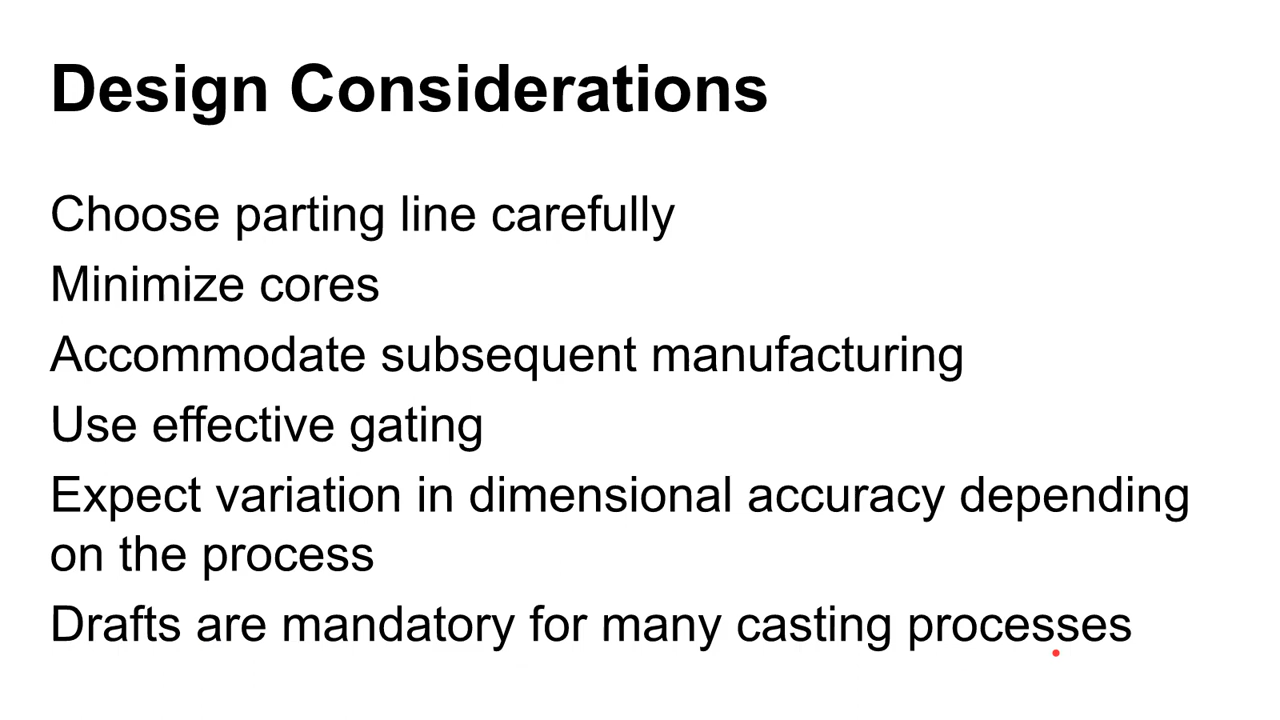 Design Considerations
Choose parting line carefully
Minimize cores
Accommodate subsequent manufacturing
Use effective gating
Expect variation in dimensional accuracy depending
on the process
Drafts are mandatory for many casting processes